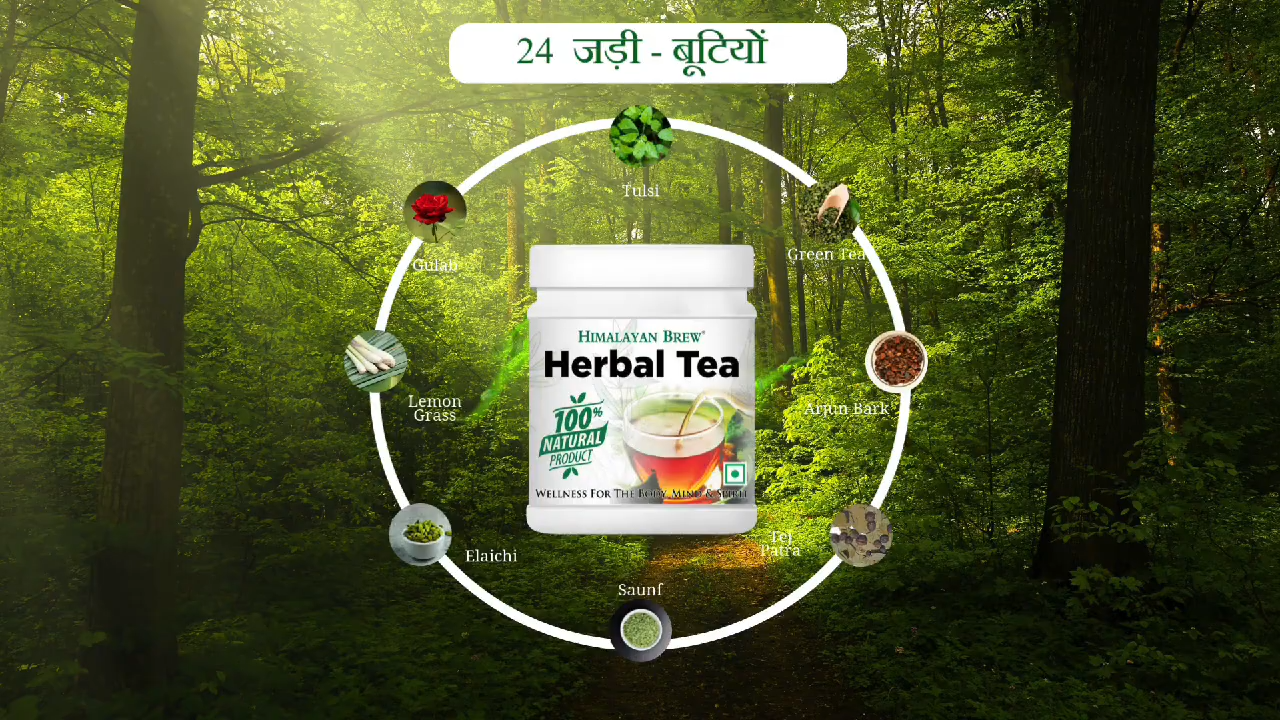 24 जड़ी - बूटियों
Tulsi
Gulab
Green Tea
HIMALAYAN BREW®
Herbal Tea
100%
NATURAL
PRODUCT
Lemon
Grass
Arjun Bark
WELLNESS FOR THE BODY, MIND & SPIRIT
Elaichi
Tej
Patra
Saunf